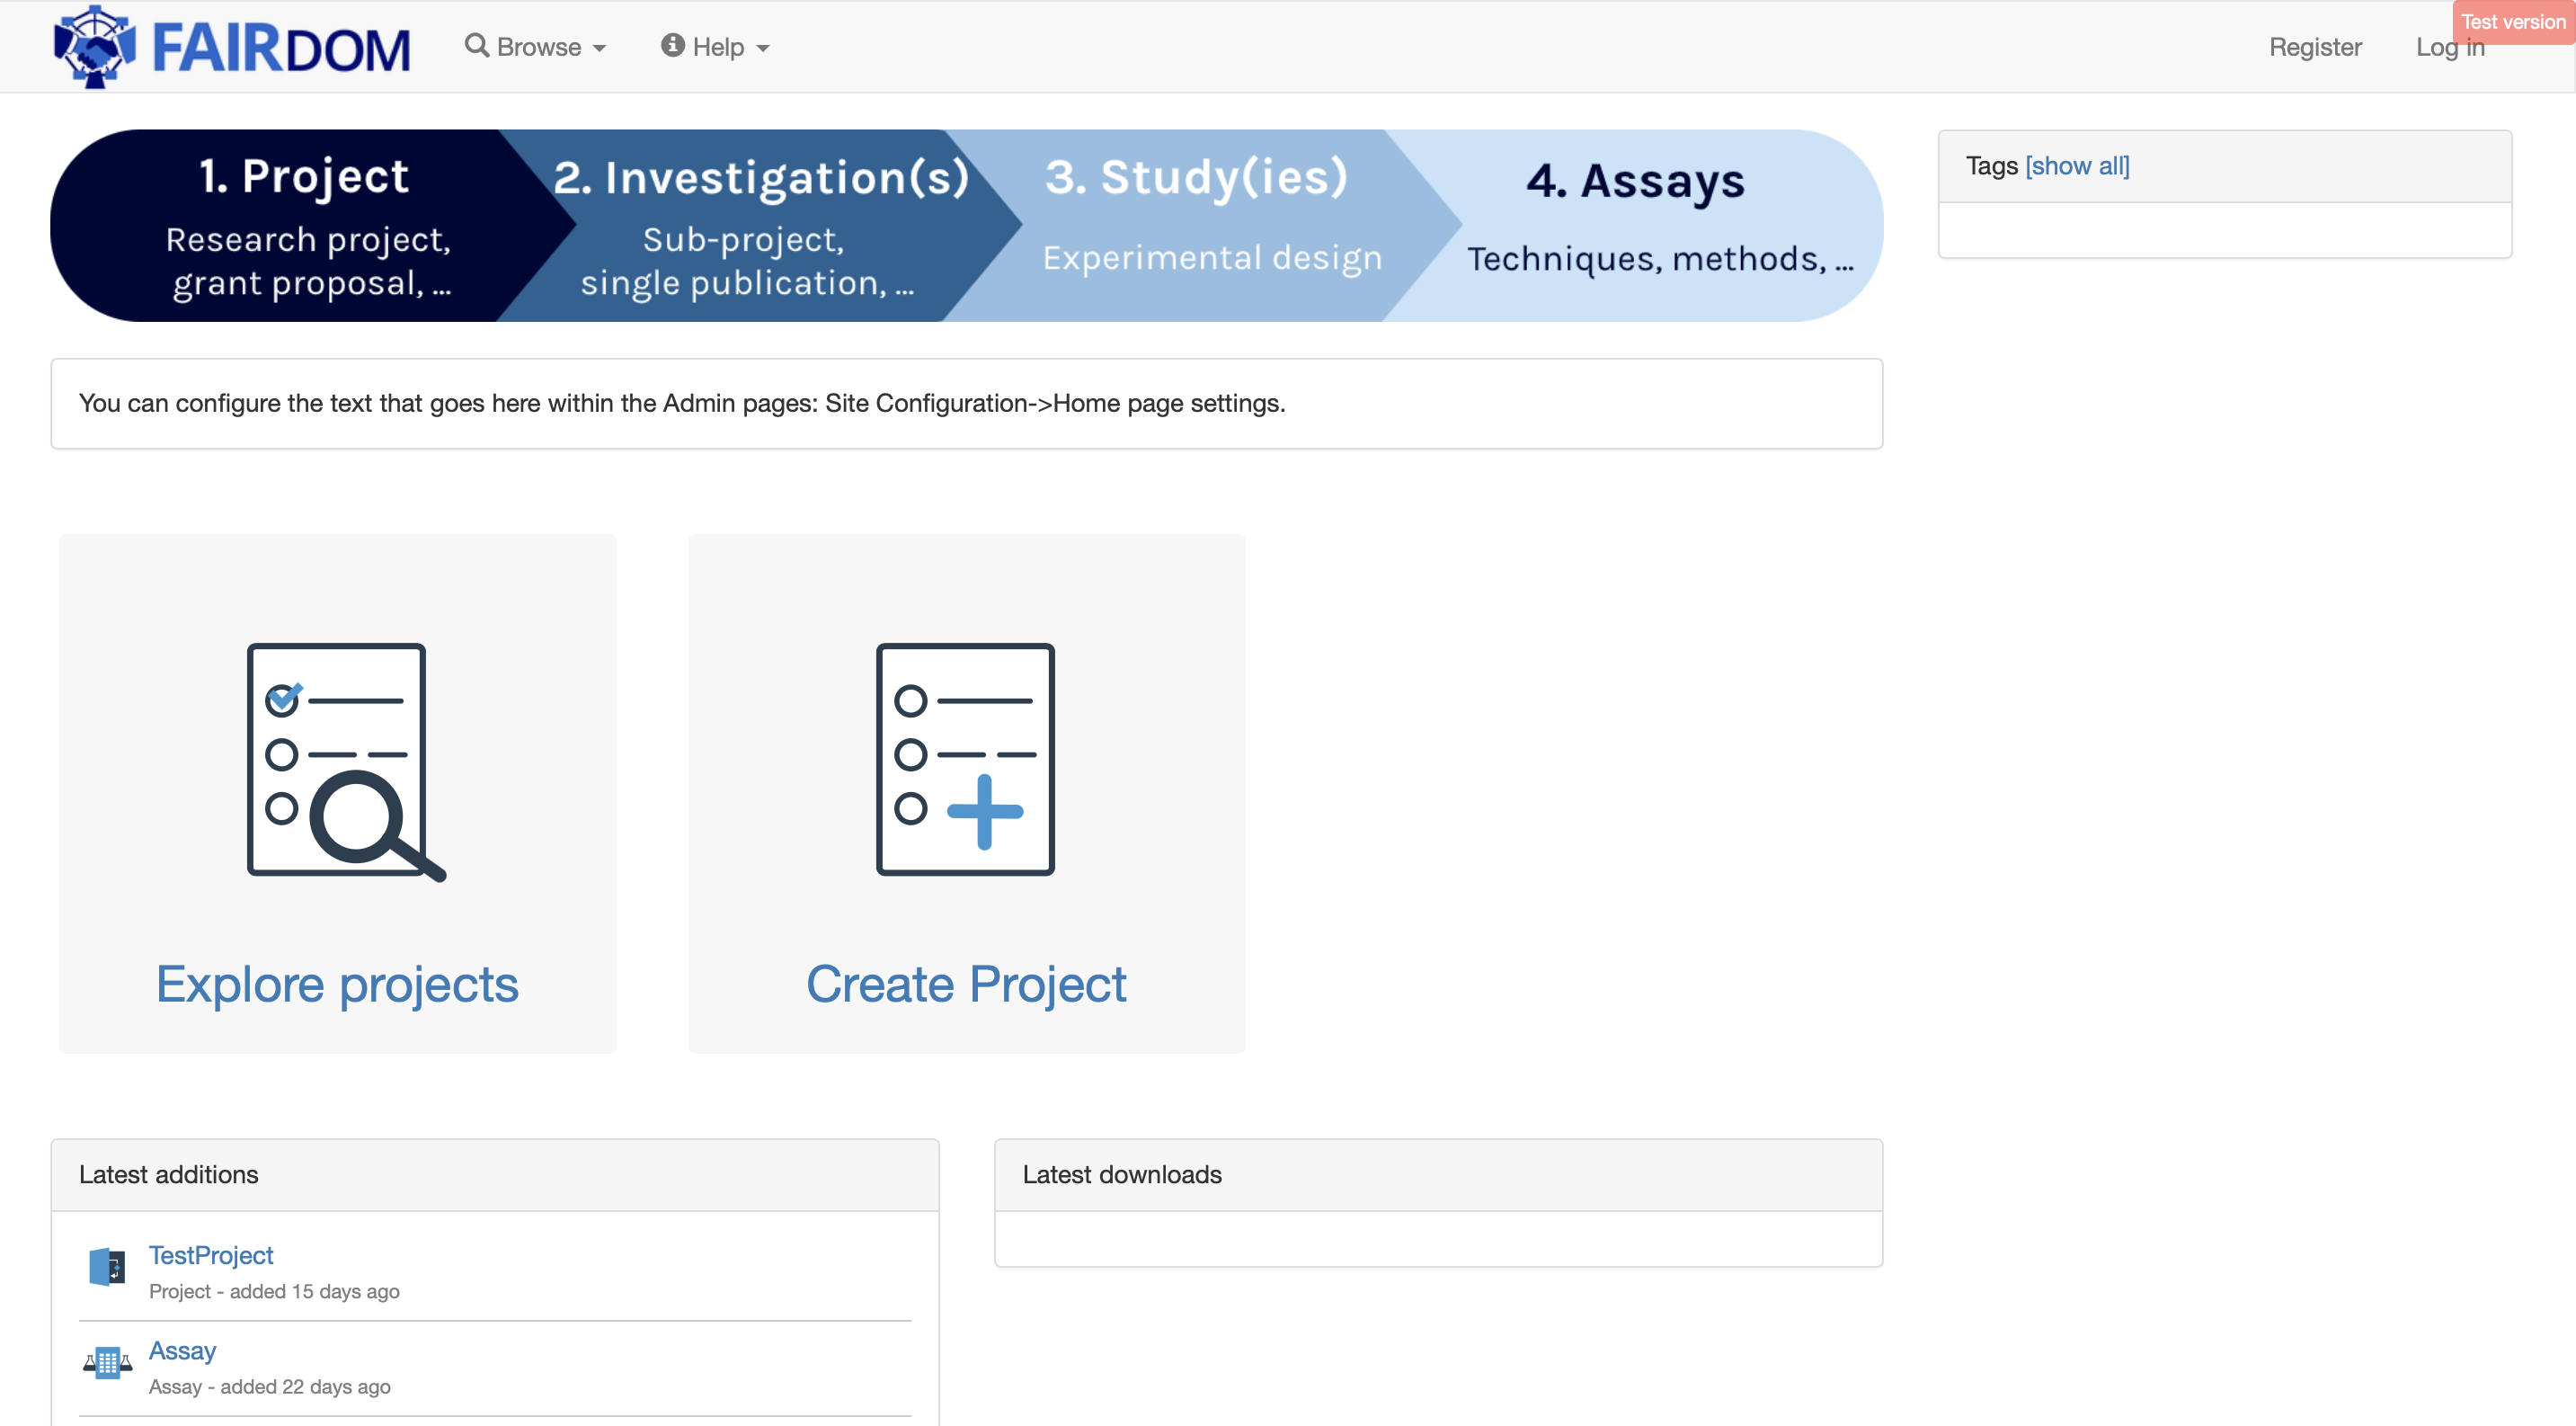 FAIRDOM
Browse
Help
Register
Log in
Test version
1. Project
Research project,
grant proposal, ...
2. Investigation(s)
Sub-project,
single publication, ...
3. Study(ies)
Experimental design
4. Assays
Techniques, methods, ...
Tags [show all]
You can configure the text that goes here within the Admin pages: Site Configuration->Home page settings.
Explore projects
Create Project
Latest additions
TestProject
Project - added 15 days ago
Assay
Assay - added 22 days ago
Latest downloads